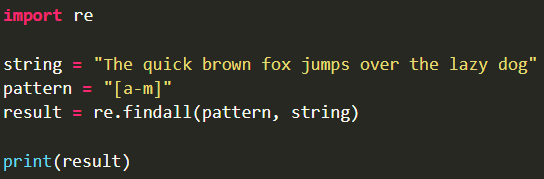 import re
string = "The quick brown fox jumps over the lazy dog"
pattern = "[a-m]"
result = re.findall(pattern, string)
print(result)